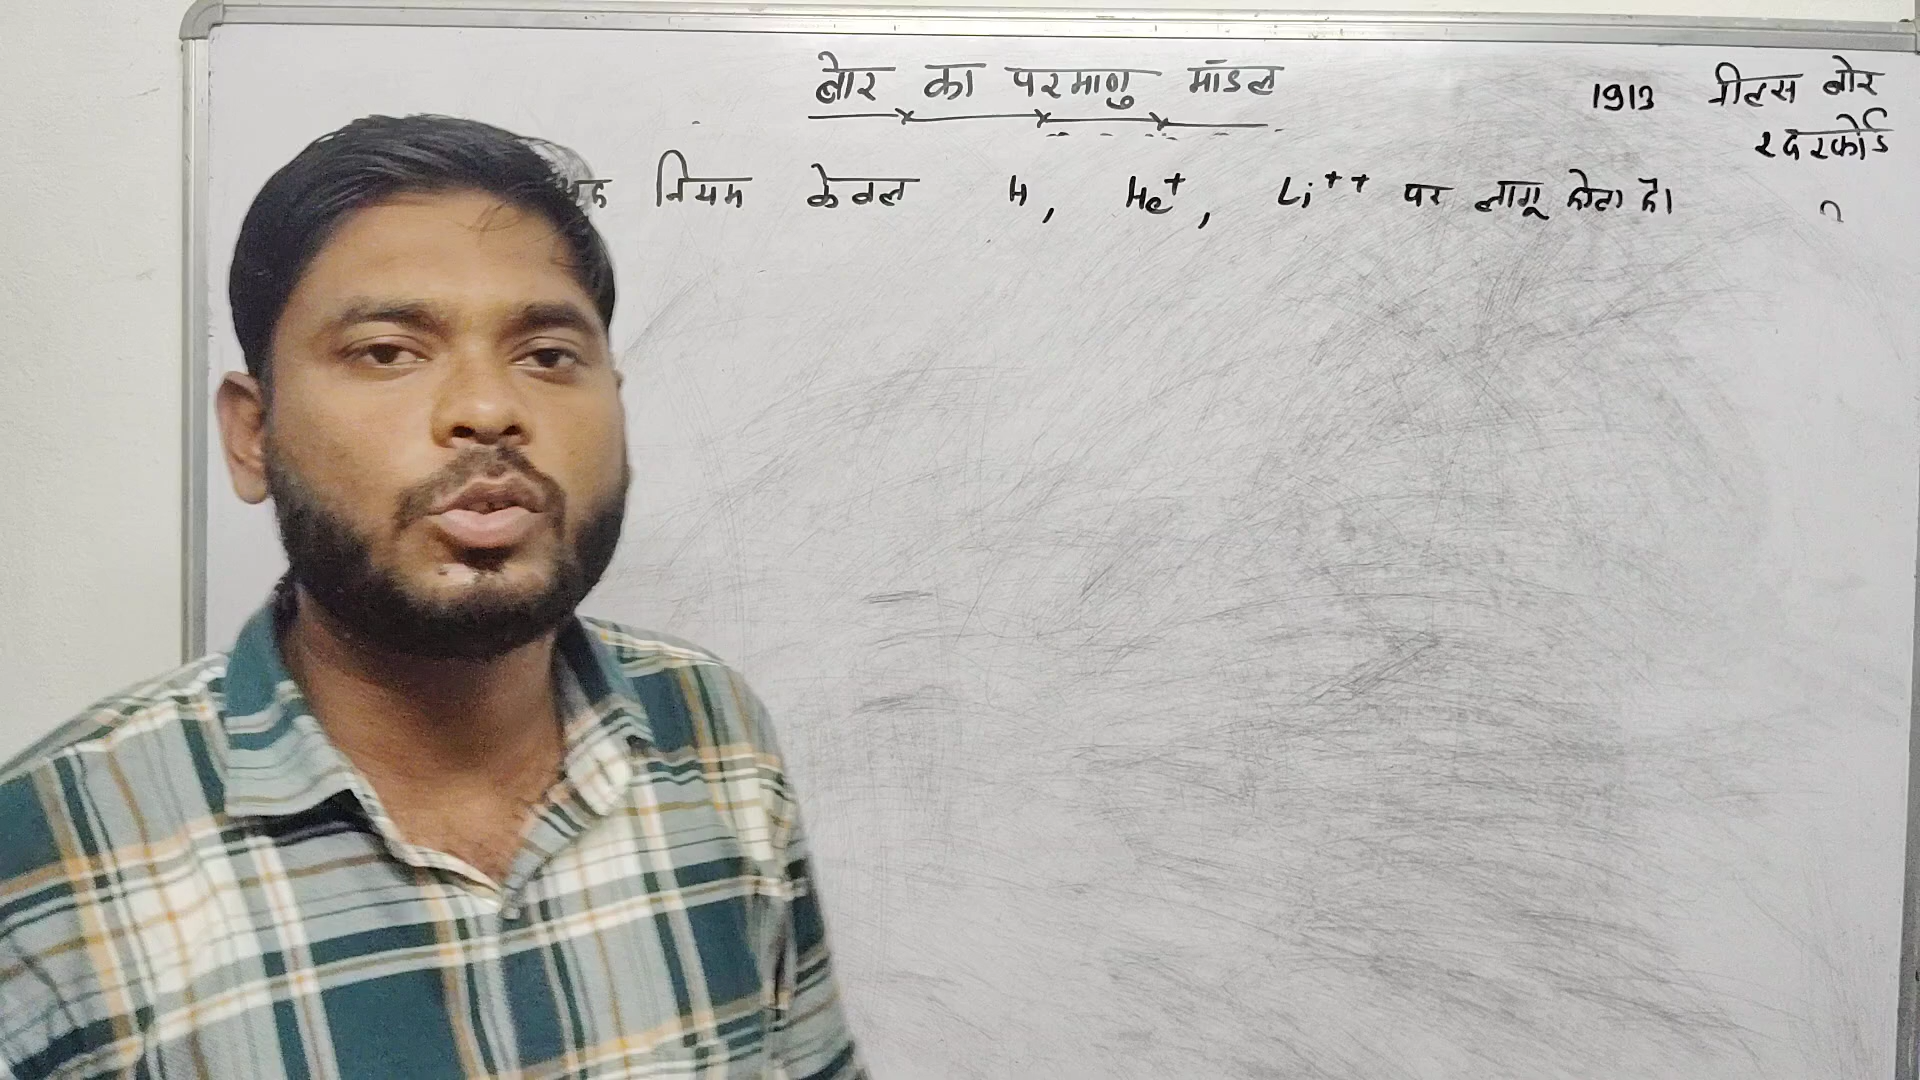 बोर का परमाणु मॉडल
1913 नील्स बोर
रदरफोर्ड
नियम केवल H, He⁺, Li⁺⁺ पर लागू होता है।